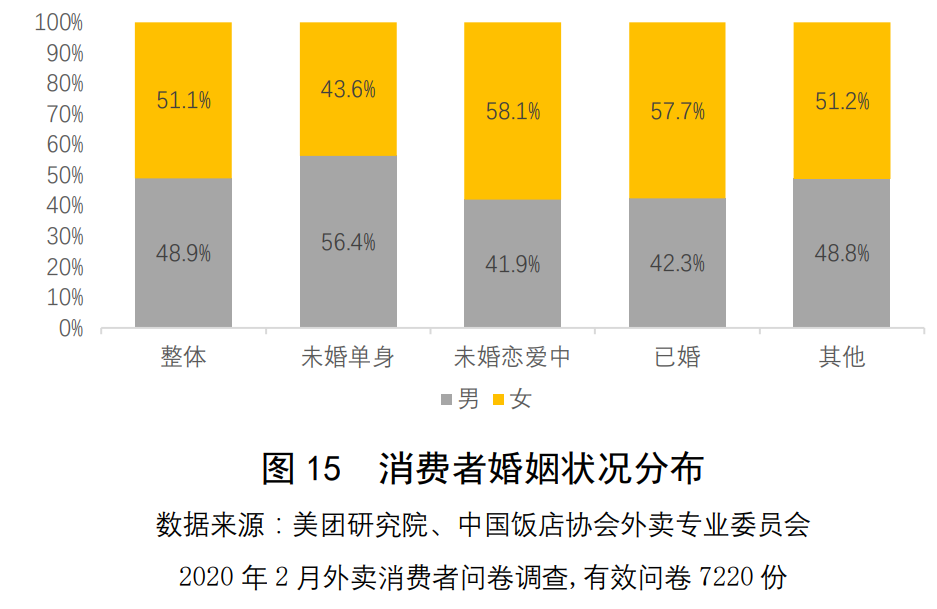 100%
90%
80%
70%
60%
50%
40%
30%
20%
10%
0%
51.1%
43.6%
58.1%
57.7%
51.2%
48.9%
56.4%
41.9%
42.3%
48.8%
整体
未婚单身
未婚恋爱中
已婚
其他
男 女
图 15 消费者婚姻状况分布
数据来源：美团研究院、中国饭店协会外卖专业委员会
2020 年 2 月外卖消费者问卷调查,有效问卷 7220 份